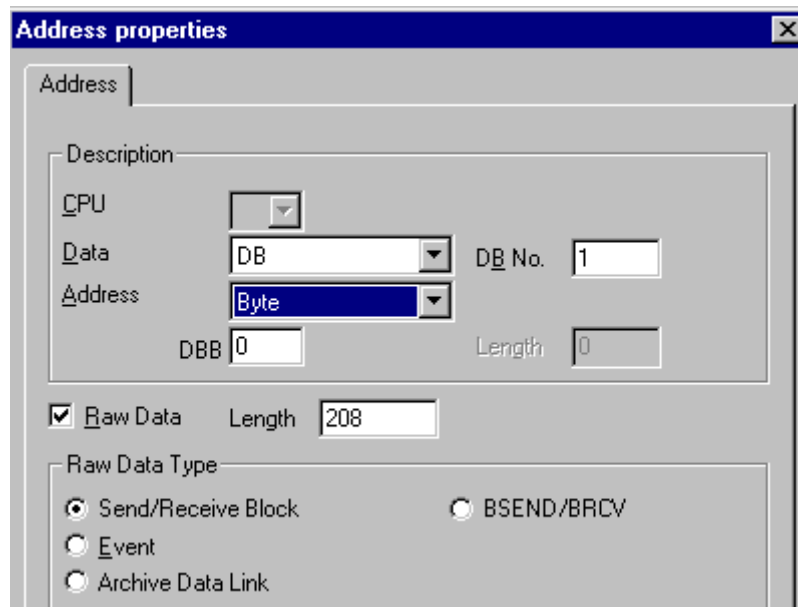 Address properties
Address
Description
CPU
Data DB DB No. 1
Address Byte
DBB 0 Length 0
Raw Data Length 208
Raw Data Type
Send/Receive Block BSEND/BRCV
Event
Archive Data Link